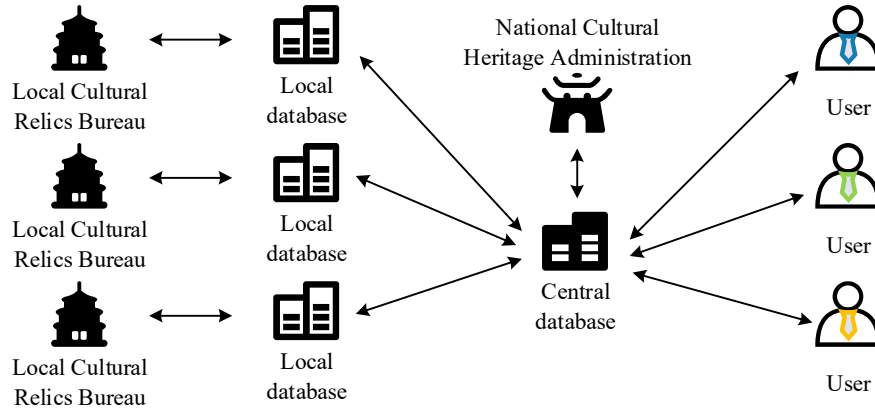 National Cultural
Heritage Administration
Local Cultural
Relics Bureau
Local
database
User
Local Cultural
Relics Bureau
Local
database
User
Central
database
Local Cultural
Relics Bureau
Local
database
User